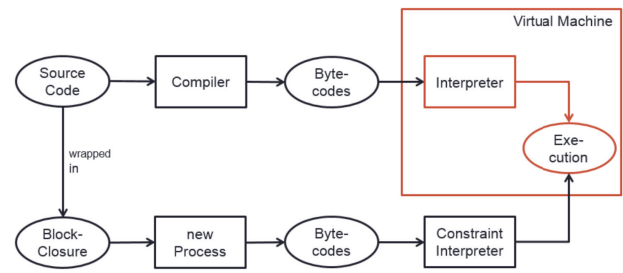 Virtual Machine
Source
Code
Compiler
Byte-
codes
Interpreter
Exe-
cution
wrapped
in
Block-
Closure
new
Process
Byte-
codes
Constraint
Interpreter